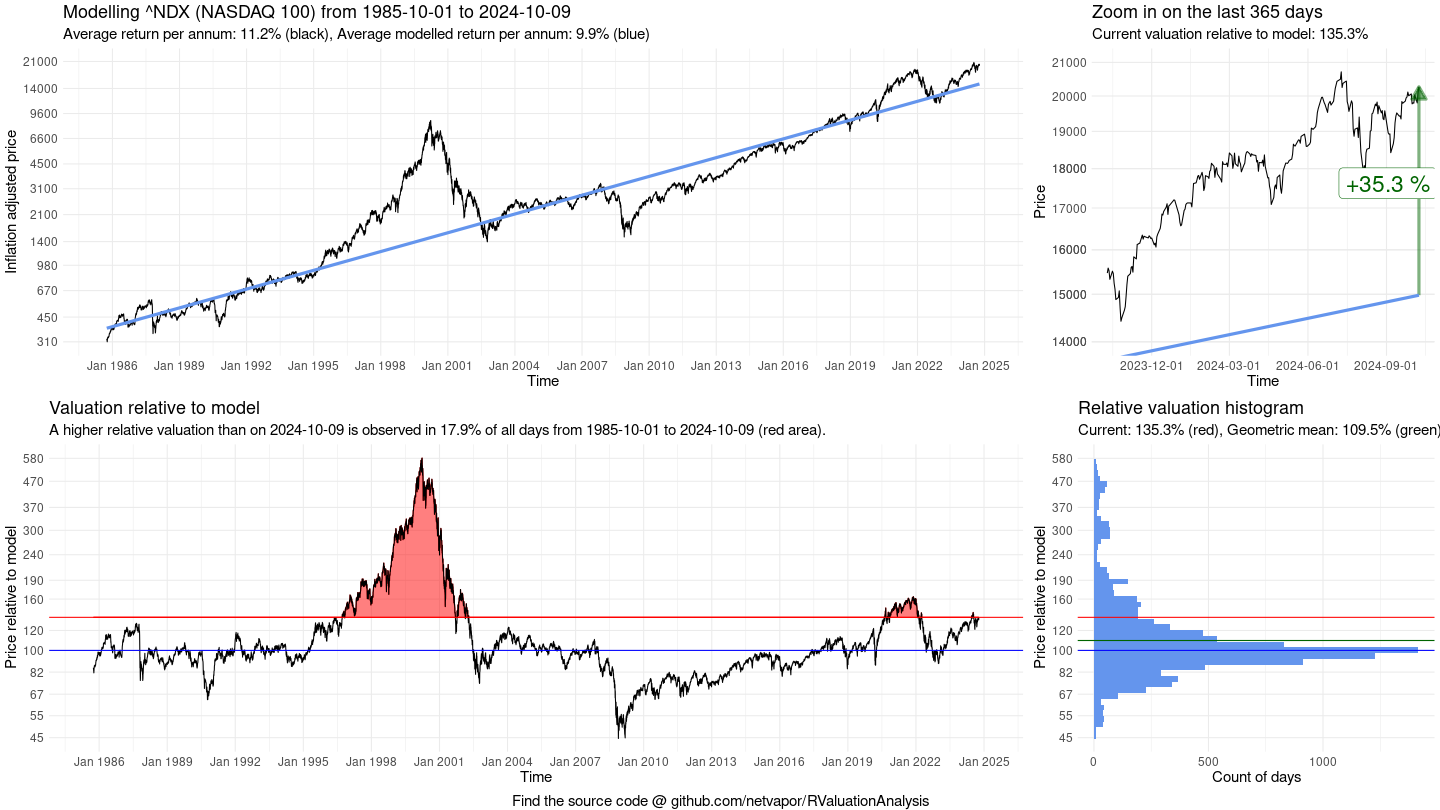 Modelling ^NDX (NASDAQ 100) from 1985-10-01 to 2024-10-09
Average return per annum: 11.2% (black), Average modelled return per annum: 9.9% (blue)
Inflation adjusted price
21000
14000
9600
6600
4500
3100
2100
1400
980
670
450
310
Jan 1986 Jan 1989 Jan 1992 Jan 1995 Jan 1998 Jan 2001 Jan 2004 Jan 2007 Jan 2010 Jan 2013 Jan 2016 Jan 2019 Jan 2022 Jan 2025
Time
Zoom in on the last 365 days
Current valuation relative to model: 135.3%
Price
21000
20000
19000
18000
17000
16000
15000
14000
+35.3 %
2023-12-01 2024-03-01 2024-06-01 2024-09-01
Time
Valuation relative to model
A higher relative valuation than on 2024-10-09 is observed in 17.9% of all days from 1985-10-01 to 2024-10-09 (red area).
Price relative to model
580
470
370
300
240
190
160
120
100
82
67
55
45
Jan 1986 Jan 1989 Jan 1992 Jan 1995 Jan 1998 Jan 2001 Jan 2004 Jan 2007 Jan 2010 Jan 2013 Jan 2016 Jan 2019 Jan 2022 Jan 2025
Time
Relative valuation histogram
Current: 135.3% (red), Geometric mean: 109.5% (green)
Price relative to model
580
470
370
300
240
190
160
120
100
82
67
55
45
0 500 1000
Count of days
Find the source code @ github.com/netvapor/RValuationAnalysis